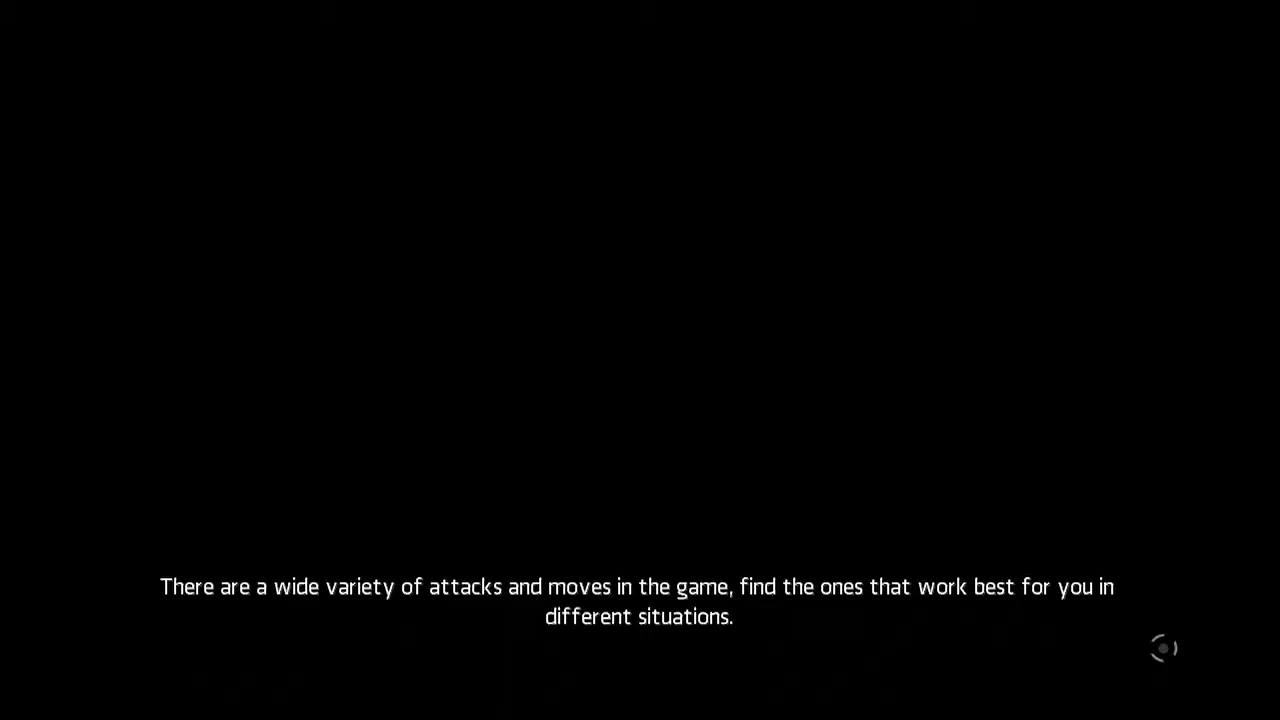 There are a wide variety of attacks and moves in the game, find the ones that work best for you in
different situations.